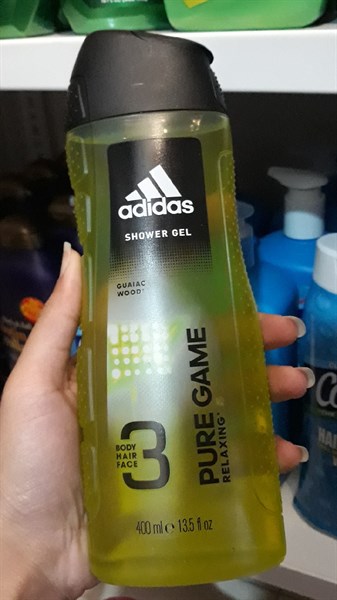 adidas
SHOWER GEL
GUAIAC
WOOD*
3
BODY
HAIR
FACE
PURE GAME
RELAXING*
400 ml e 13.5 fl oz